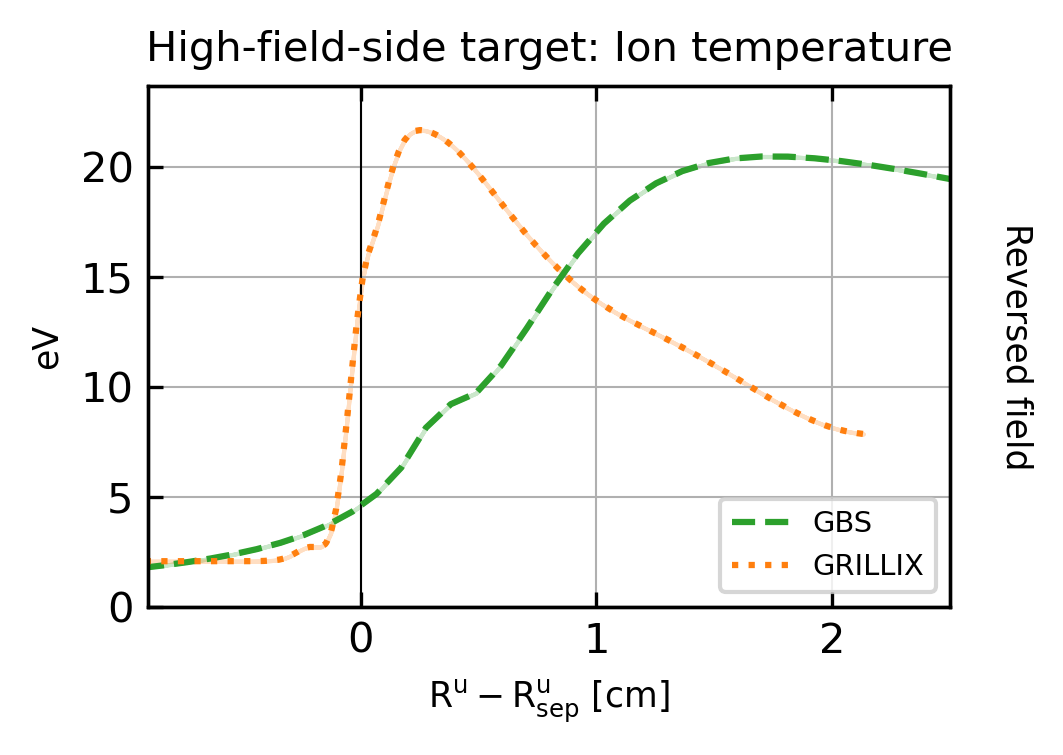 High-field-side target: Ion temperature
eV
20
15
10
5
0
0 1 2
R^u − R^u_sep [cm]
GBS
GRILLIX
Reversed field